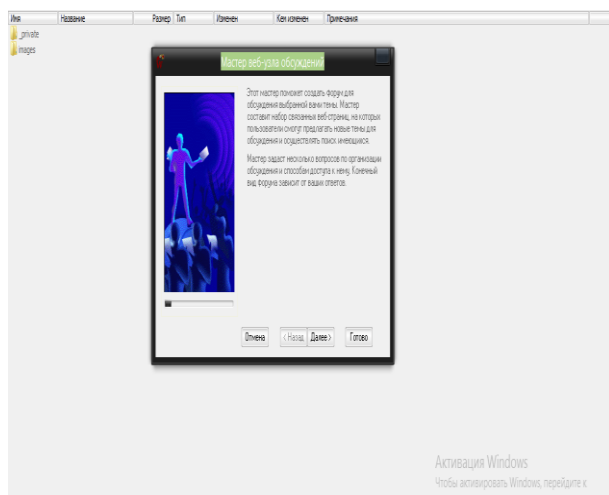 Имя Название Размер Тип Изменен Кем изменен Примечания
_private
images
Мастер веб-узла обсуждений
Этот мастер поможет создать форум для
обсуждения выбранной вами темы. Мастер
составит набор связанных веб-страниц, на которых
пользователи смогут предлагать новые темы для
обсуждения и осуществлять поиск имеющихся.
Мастер задаст несколько вопросов по организации
обсуждения и способам доступа к нему. Конечный
вид форума зависит от ваших ответов.
Отмена < Назад Далее > Готово
Активация Windows
Чтобы активировать Windows, перейдите к